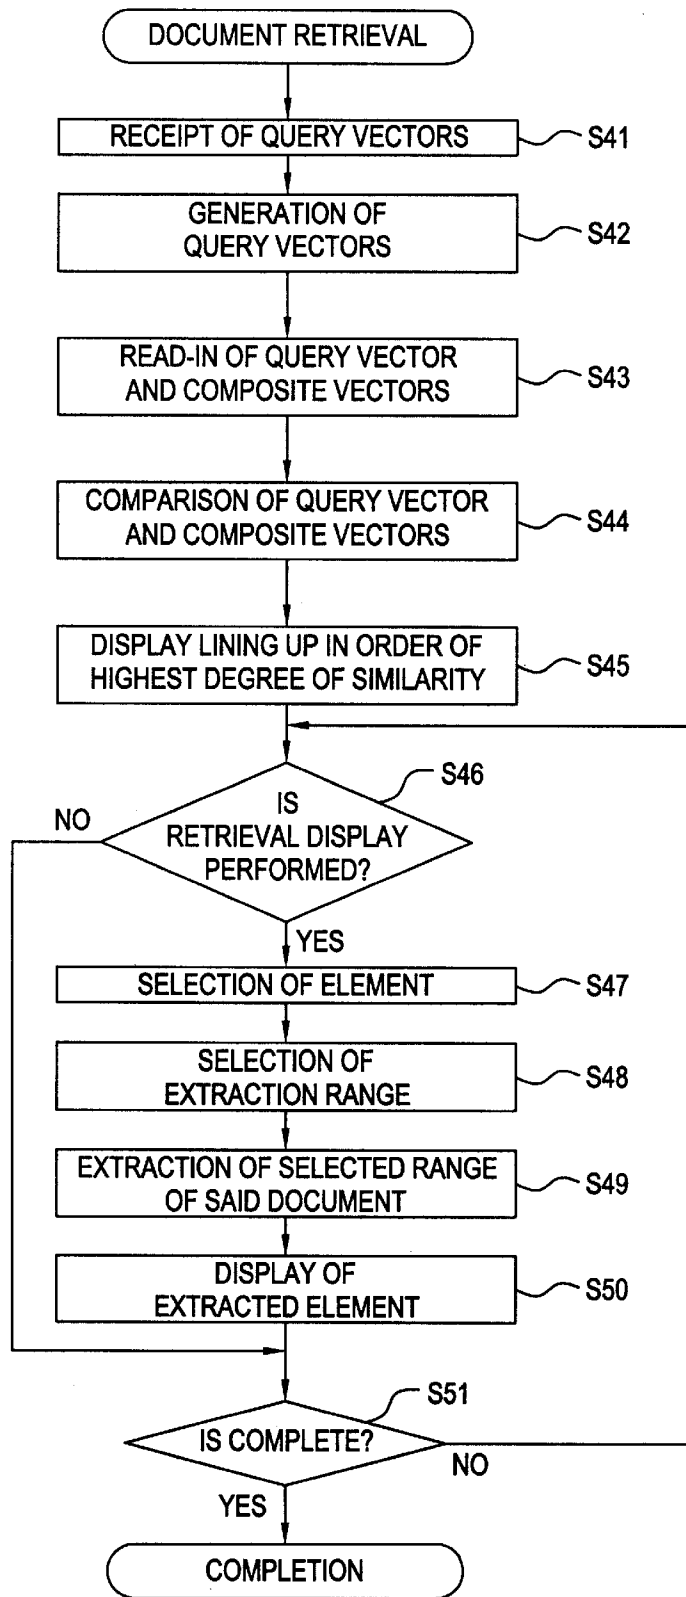 DOCUMENT RETRIEVAL
RECEIPT OF QUERY VECTORS
S41
GENERATION OF
QUERY VECTORS
S42
READ-IN OF QUERY VECTOR
AND COMPOSITE VECTORS
S43
COMPARISON OF QUERY VECTOR
AND COMPOSITE VECTORS
S44
DISPLAY LINING UP IN ORDER OF
HIGHEST DEGREE OF SIMILARITY
S45
S46
IS
RETRIEVAL DISPLAY
PERFORMED?
NO
YES
SELECTION OF ELEMENT
S47
SELECTION OF
EXTRACTION RANGE
S48
EXTRACTION OF SELECTED RANGE
OF SAID DOCUMENT
S49
DISPLAY OF
EXTRACTED ELEMENT
S50
S51
IS COMPLETE?
NO
YES
COMPLETION